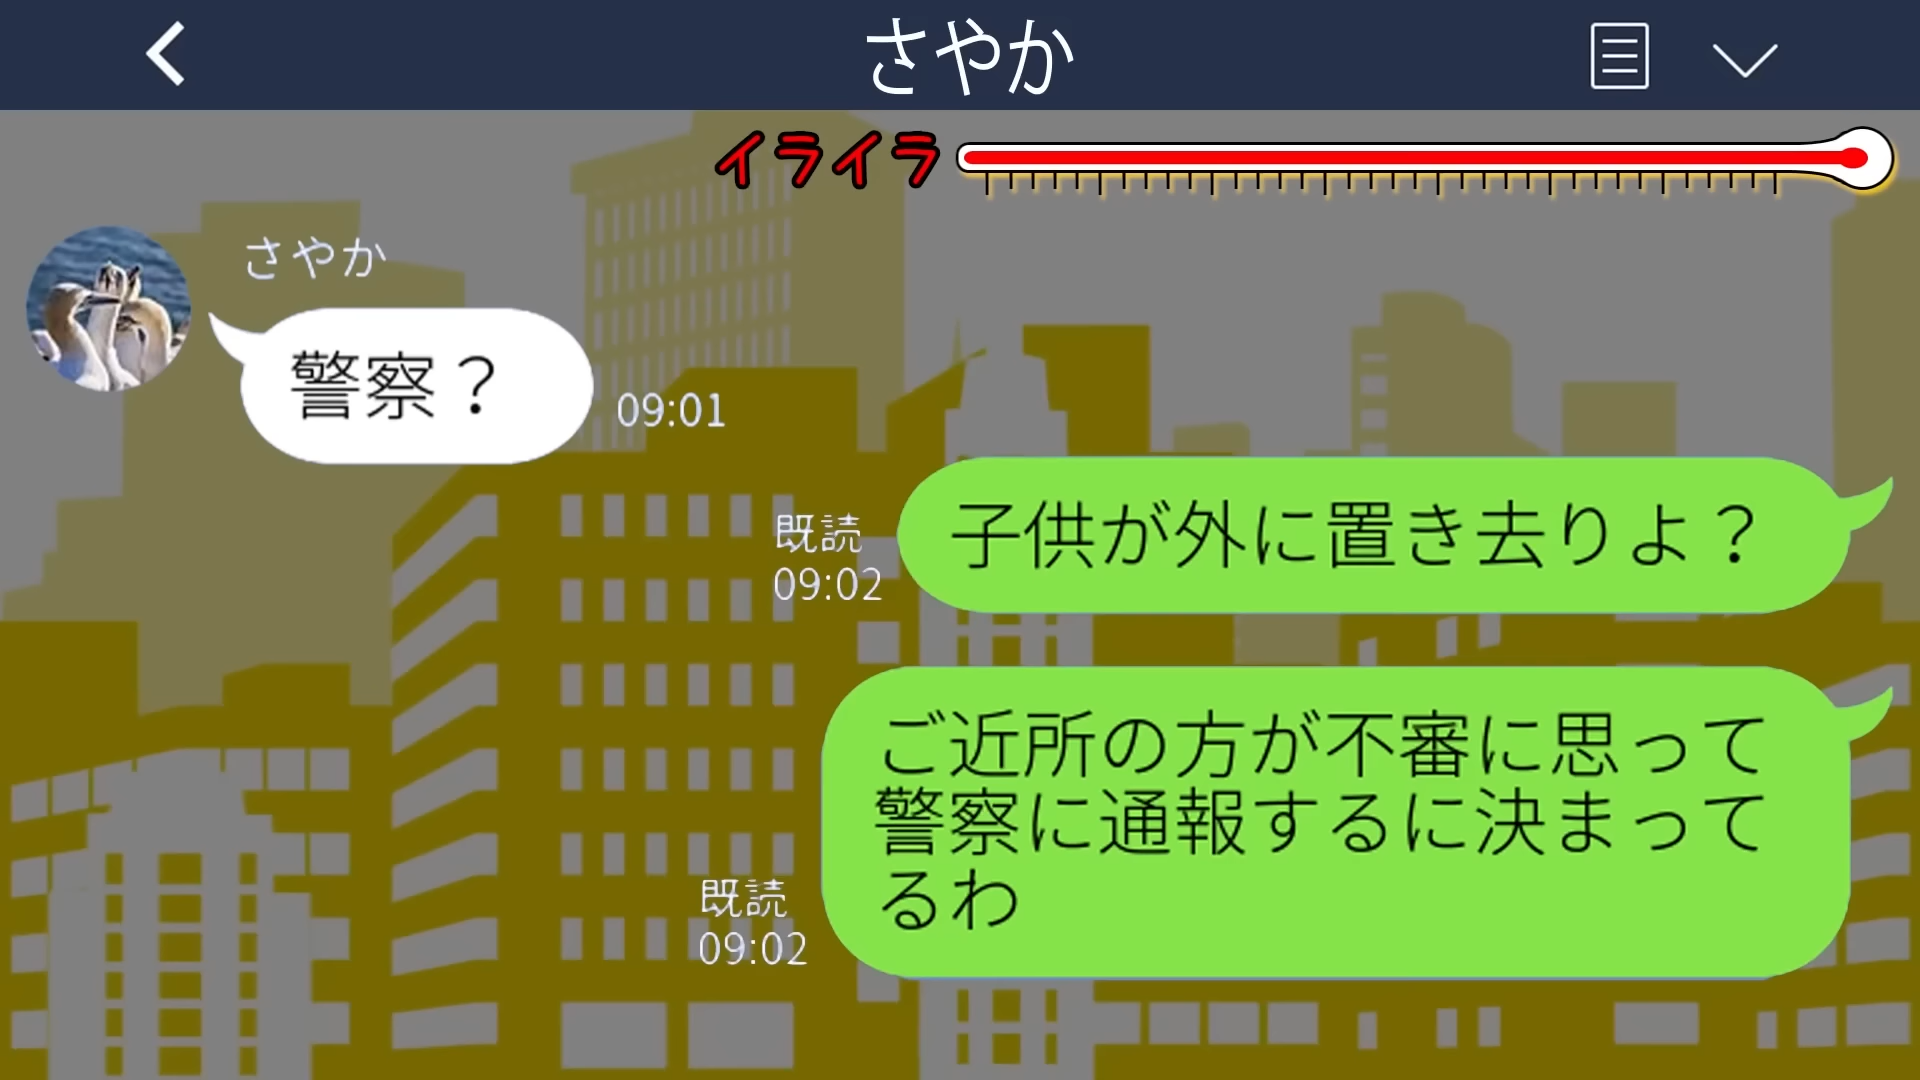 さやか
イライラ
さやか
警察？
09:01
子供が外に置き去りよ？
既読
09:02
ご近所の方が不審に思って
警察に通報するに決まって
るわ
既読
09:02